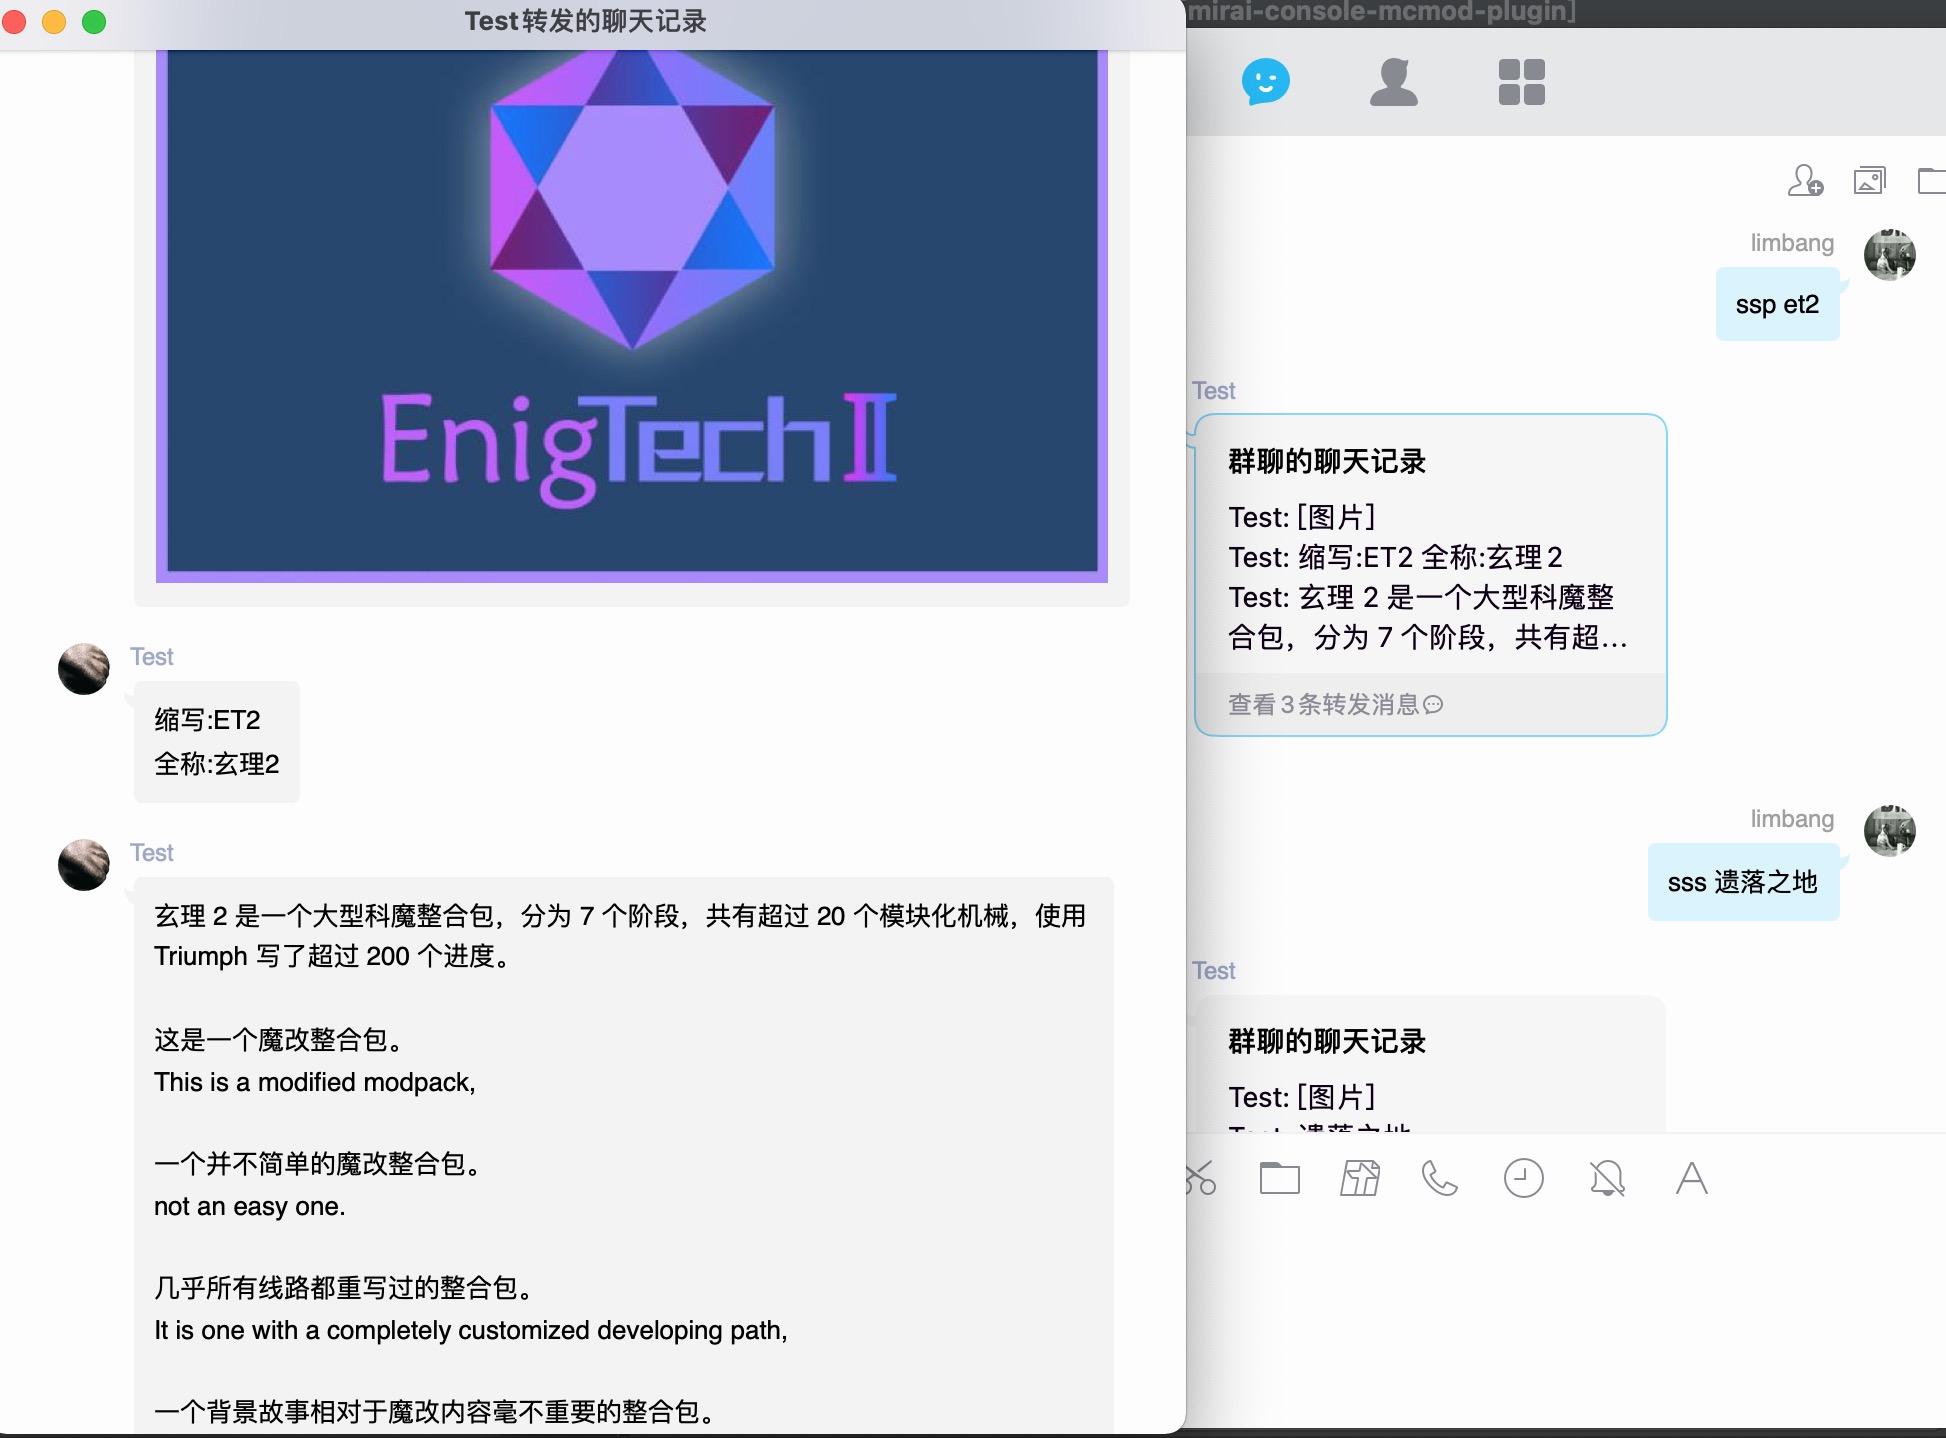 Test转发的聊天记录
EnigTech II
Test
缩写:ET2
全称:玄理2
Test
玄理 2 是一个大型科魔整合包，分为 7 个阶段，共有超过 20 个模块化机械，使用
Triumph 写了超过 200 个进度。
这是一个魔改整合包。
This is a modified modpack,
一个并不简单的魔改整合包。
not an easy one.
几乎所有线路都重写过的整合包。
It is one with a completely customized developing path,
一个背景故事相对于魔改内容毫不重要的整合包。
mirai-console-mcmod-plugin]
limbang
ssp et2
Test
群聊的聊天记录
Test: [图片]
Test: 缩写:ET2 全称:玄理2
Test: 玄理 2 是一个大型科魔整
合包，分为 7 个阶段，共有超...
查看3条转发消息
limbang
sss 遗落之地
Test
群聊的聊天记录
Test: [图片]
Test: 遗落之地